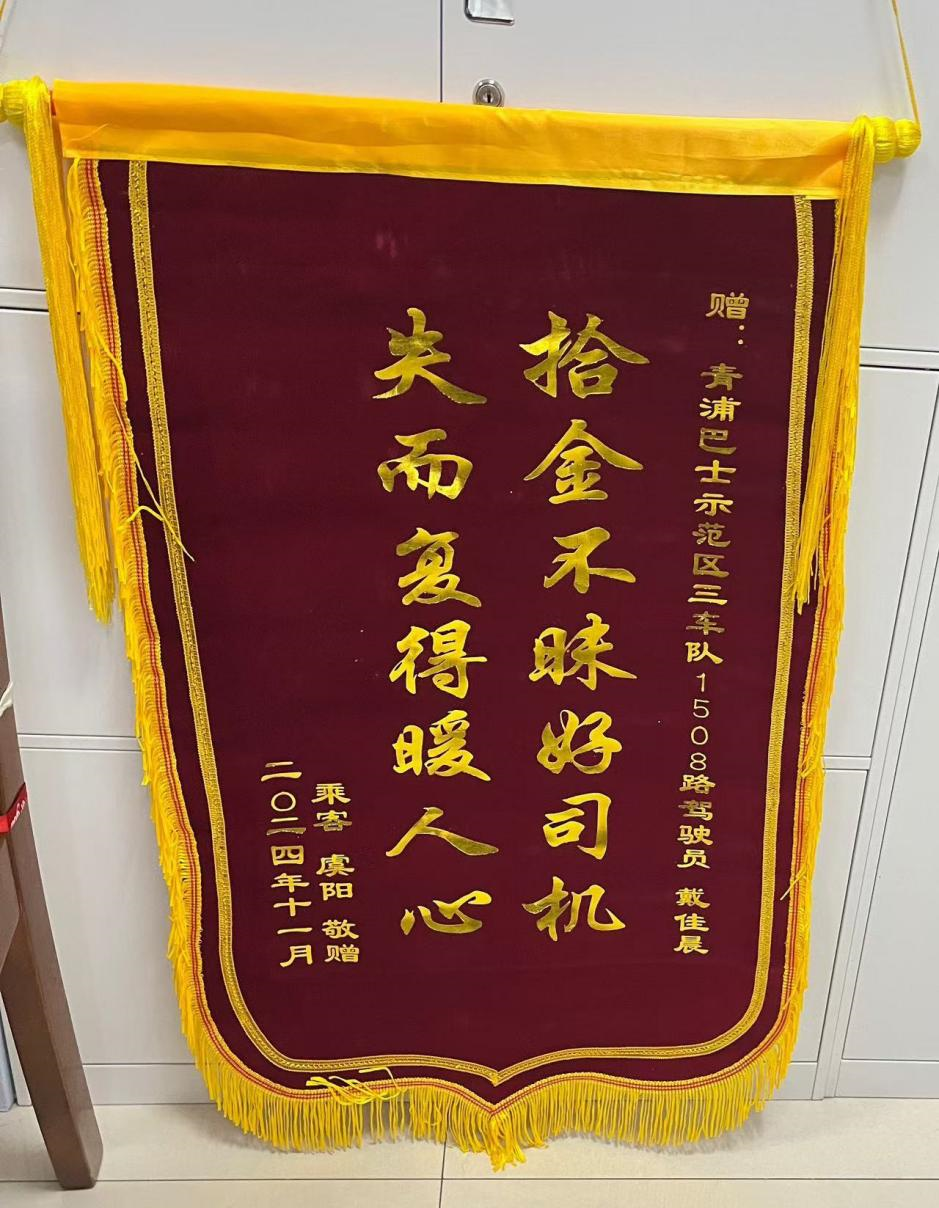 赠：青浦巴士示范区三车队1508路驾驶员 戴佳晨
拾金不昧好司机
失而复得暖人心
乘客 虞阳 敬赠
二〇二四年十一月